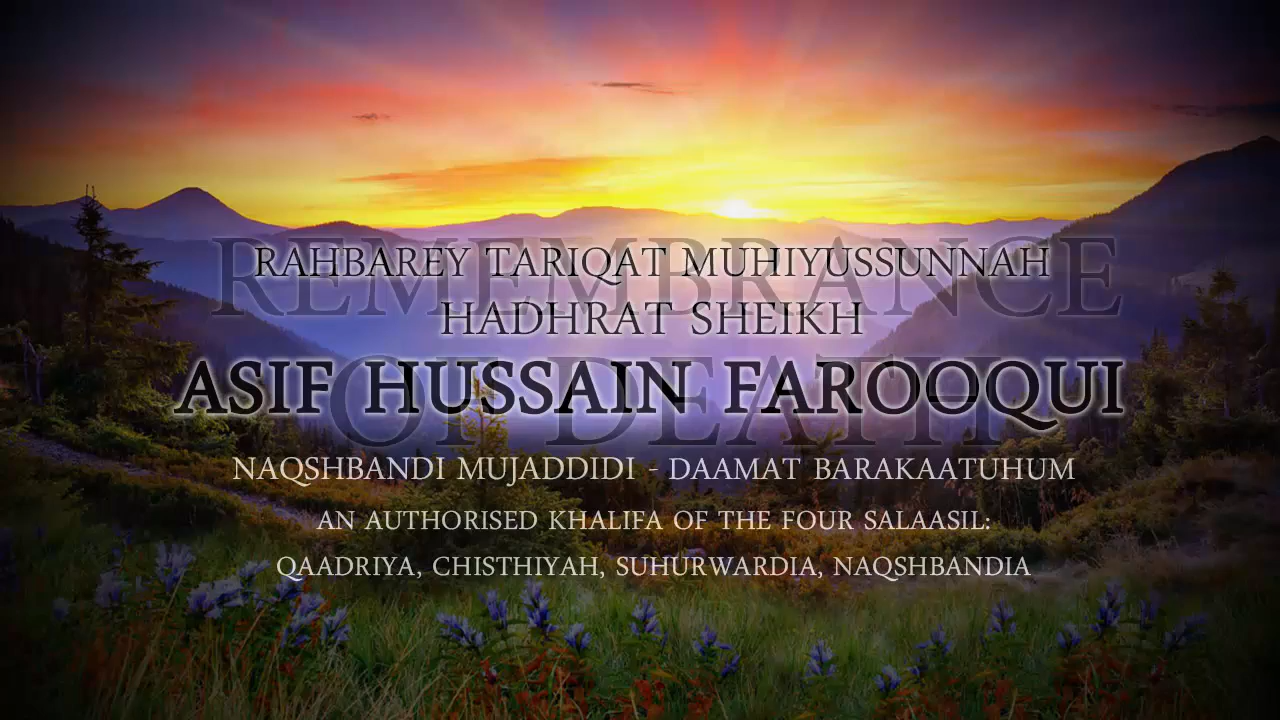 REMEMBRANCE
OF DEATH
RAHBAREY TARIQAT MUHIYUSSUNNAH
HADHRAT SHEIKH
ASIF HUSSAIN FAROOQUI
NAQSHBANDI MUJADDIDI - DAAMAT BARAKAATUHUM
AN AUTHORISED KHALIFA OF THE FOUR SALAASIL:
QAADRIYA, CHISTHIYAH, SUHURWARDIA, NAQSHBANDIA